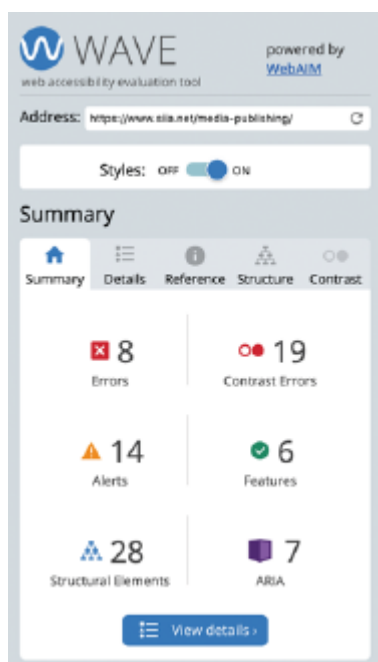 WAVE
web accessibility evaluation tool
powered by
WebAIM
Address: https://www.siia.net/media-publishing/
Styles: OFF ON
Summary
Summary Details Reference Structure Contrast
8
Errors
19
Contrast Errors
14
Alerts
6
Features
28
Structural Elements
7
ARIA
View details ›